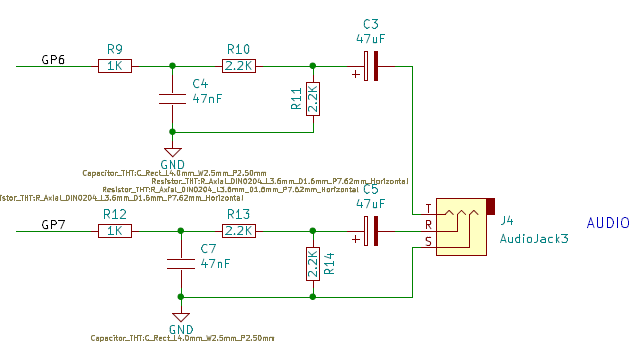 C3
47uF
R9
R10
GP6
1K
2.2K
C4
47nF
R11
2.2K
GND
Capacitor_THT:C_Rect_L4.0mm_W2.5mm_P2.50mm
Resistor_THT:R_Axial_DIN0204_L3.6mm_D1.6mm_P7.62mm_Horizontal
Resistor_THT:R_Axial_DIN0204_L3.6mm_D1.6mm_P7.62mm_Horizontal
istor_THT:R_Axial_DIN0204_L3.6mm_D1.6mm_P7.62mm_Horizontal
C5
47uF
R12
R13
GP7
1K
2.2K
C7
47nF
R14
2.2K
GND
Capacitor_THT:C_Rect_L4.0mm_W2.5mm_P2.50mm
T
R
S
J4
AudioJack3
AUDIO